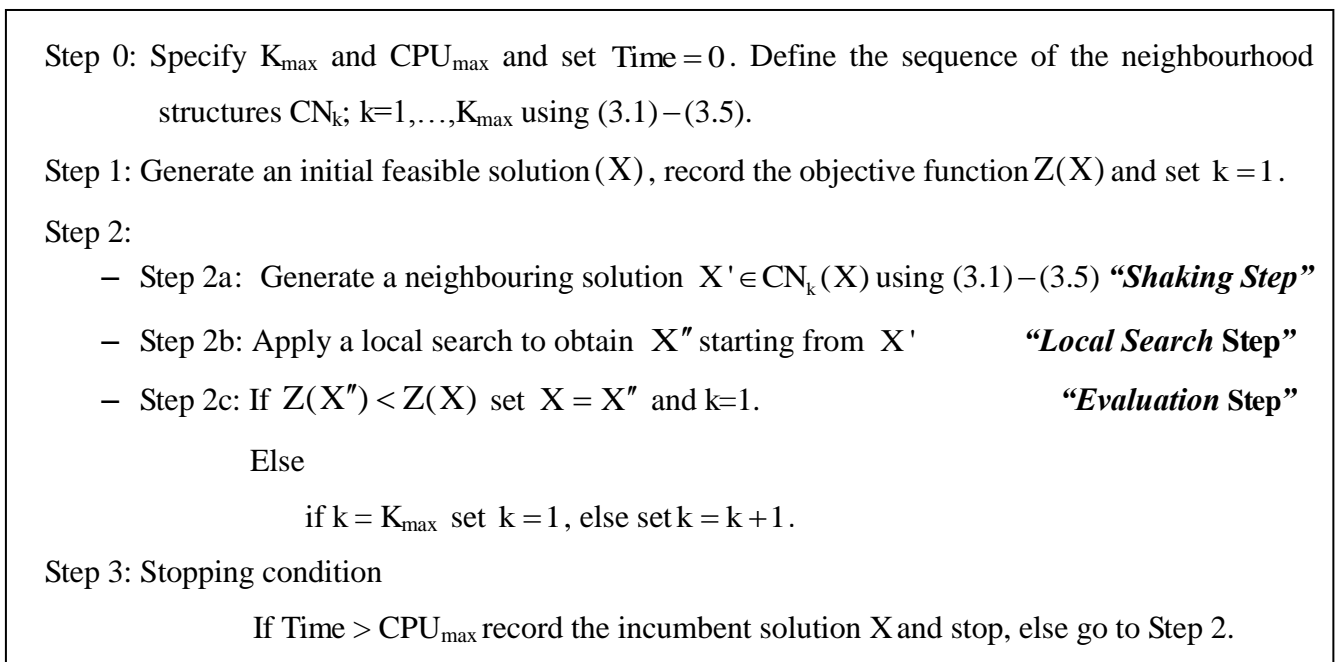 Step 0: Specify Kmax and CPUmax and set Time = 0. Define the sequence of the neighbourhood
structures CNk; k=1,…,Kmax using (3.1) – (3.5).
Step 1: Generate an initial feasible solution (X), record the objective function Z(X) and set k = 1.
Step 2:
– Step 2a: Generate a neighbouring solution X' ∈ CNk(X) using (3.1) – (3.5) “Shaking Step”
– Step 2b: Apply a local search to obtain X″ starting from X' “Local Search Step”
– Step 2c: If Z(X″) < Z(X) set X = X″ and k=1. “Evaluation Step”
Else
if k = Kmax set k = 1, else set k = k + 1.
Step 3: Stopping condition
If Time > CPUmax record the incumbent solution X and stop, else go to Step 2.